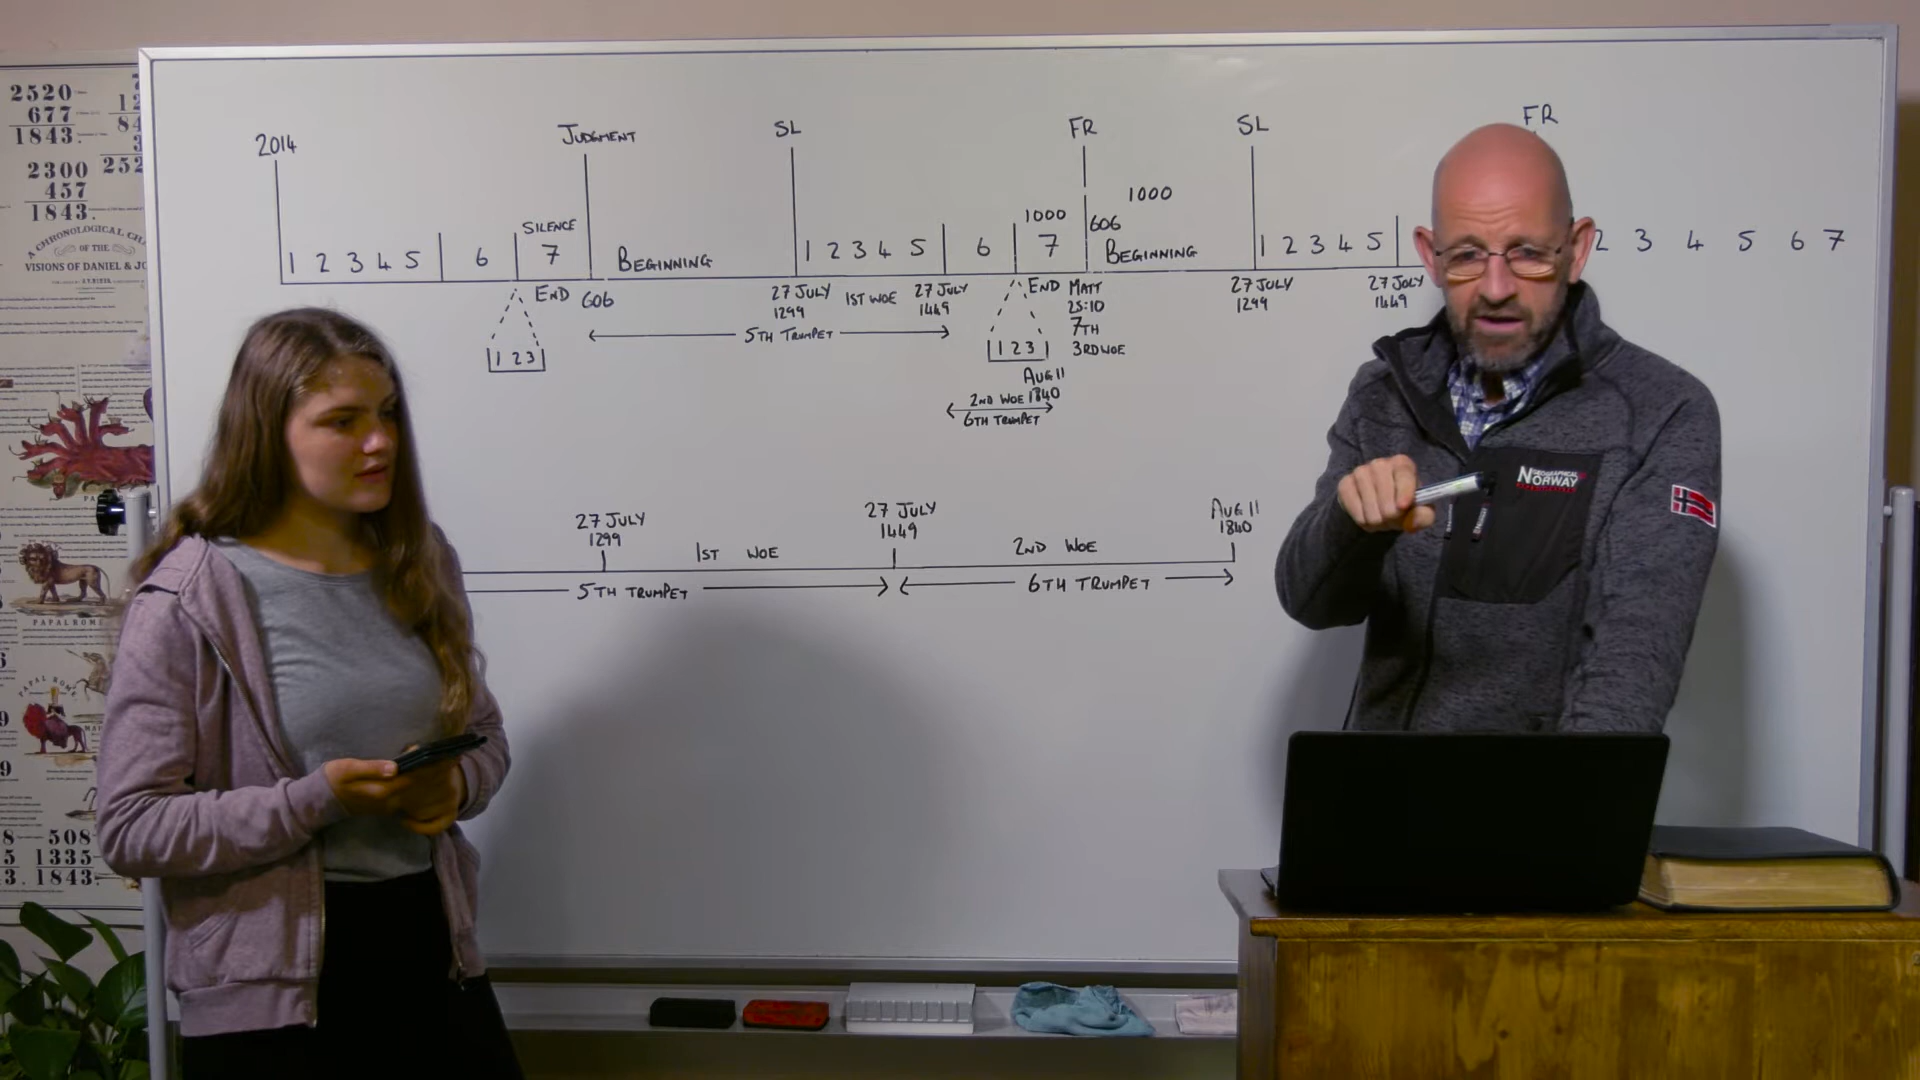 2520
677
1843.
2300
457
1843.
252
A CHRONOLOGICAL CH
OF THE
VISIONS OF DANIEL & JO
PAPAL ROME
PAPAL ROME
508
1335
1843.
2014
JUDGMENT
SL
FR
SL
FR
1 2 3 4 5 6 7
SILENCE
END 606
1 2 3
BEGINNING
1 2 3 4 5 6 7
1000
1000
606
BEGINNING
27 JULY
1299
1ST WOE
27 JULY
1449
5TH TRUMPET
END
1 2 3
AUG 11
1840
2ND WOE
6TH TRUMPET
MATT
25:10
7TH
3RD WOE
1 2 3 4 5
27 JULY
1299
27 JULY
1449
2 3 4 5 6 7
27 JULY
1299
1ST WOE
27 JULY
1449
2ND WOE
AUG 11
1840
5TH TRUMPET
6TH TRUMPET
GEOGRAPHICAL
NORWAY